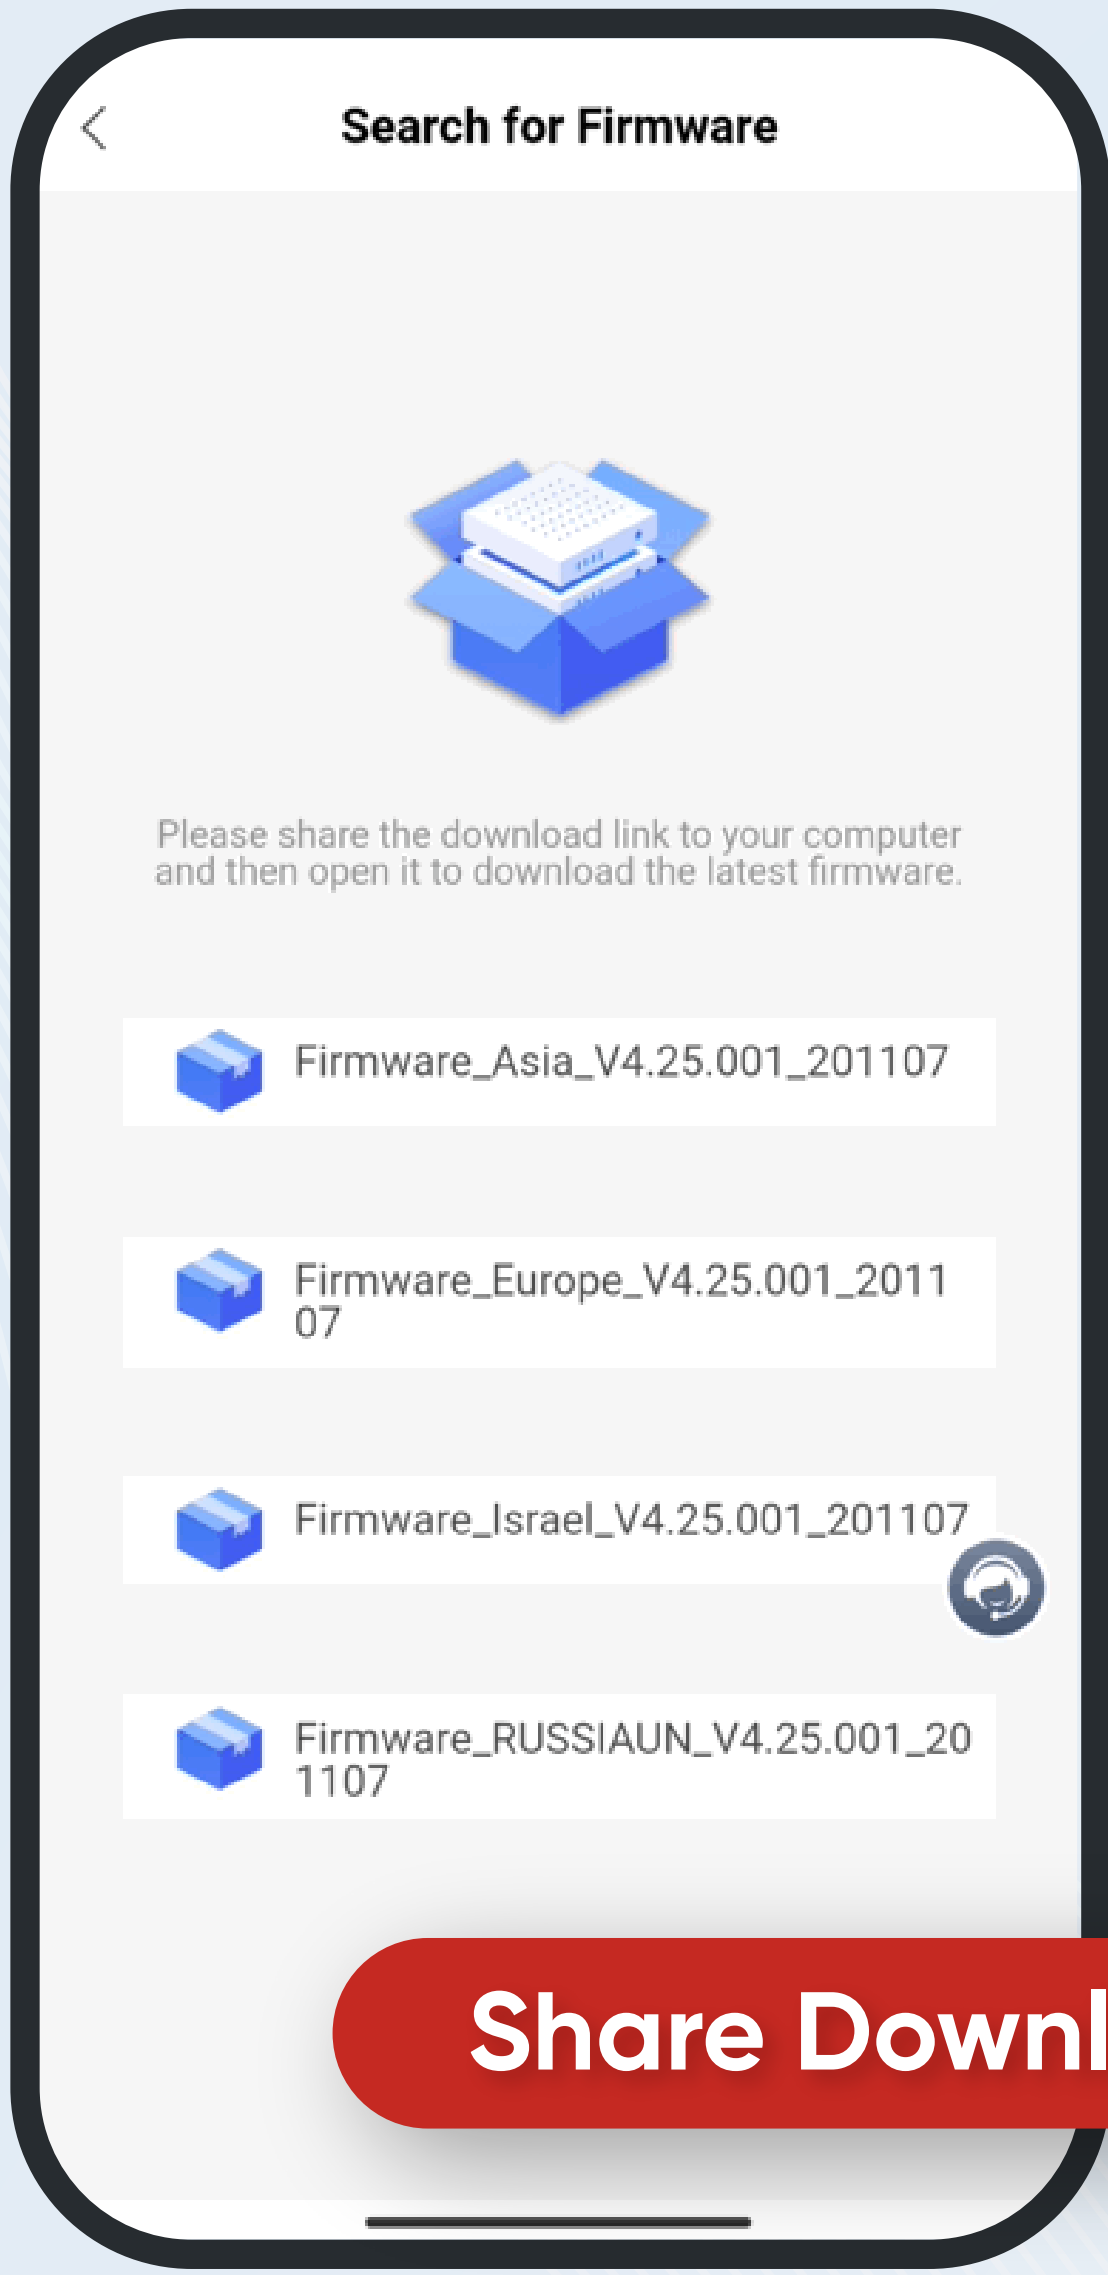 Search for Firmware
Please share the download link to your computer
and then open it to download the latest firmware.
Firmware_Asia_V4.25.001_201107
Firmware_Europe_V4.25.001_2011
07
Firmware_Israel_V4.25.001_201107
Firmware_RUSSIAUN_V4.25.001_20
1107
Share Downl